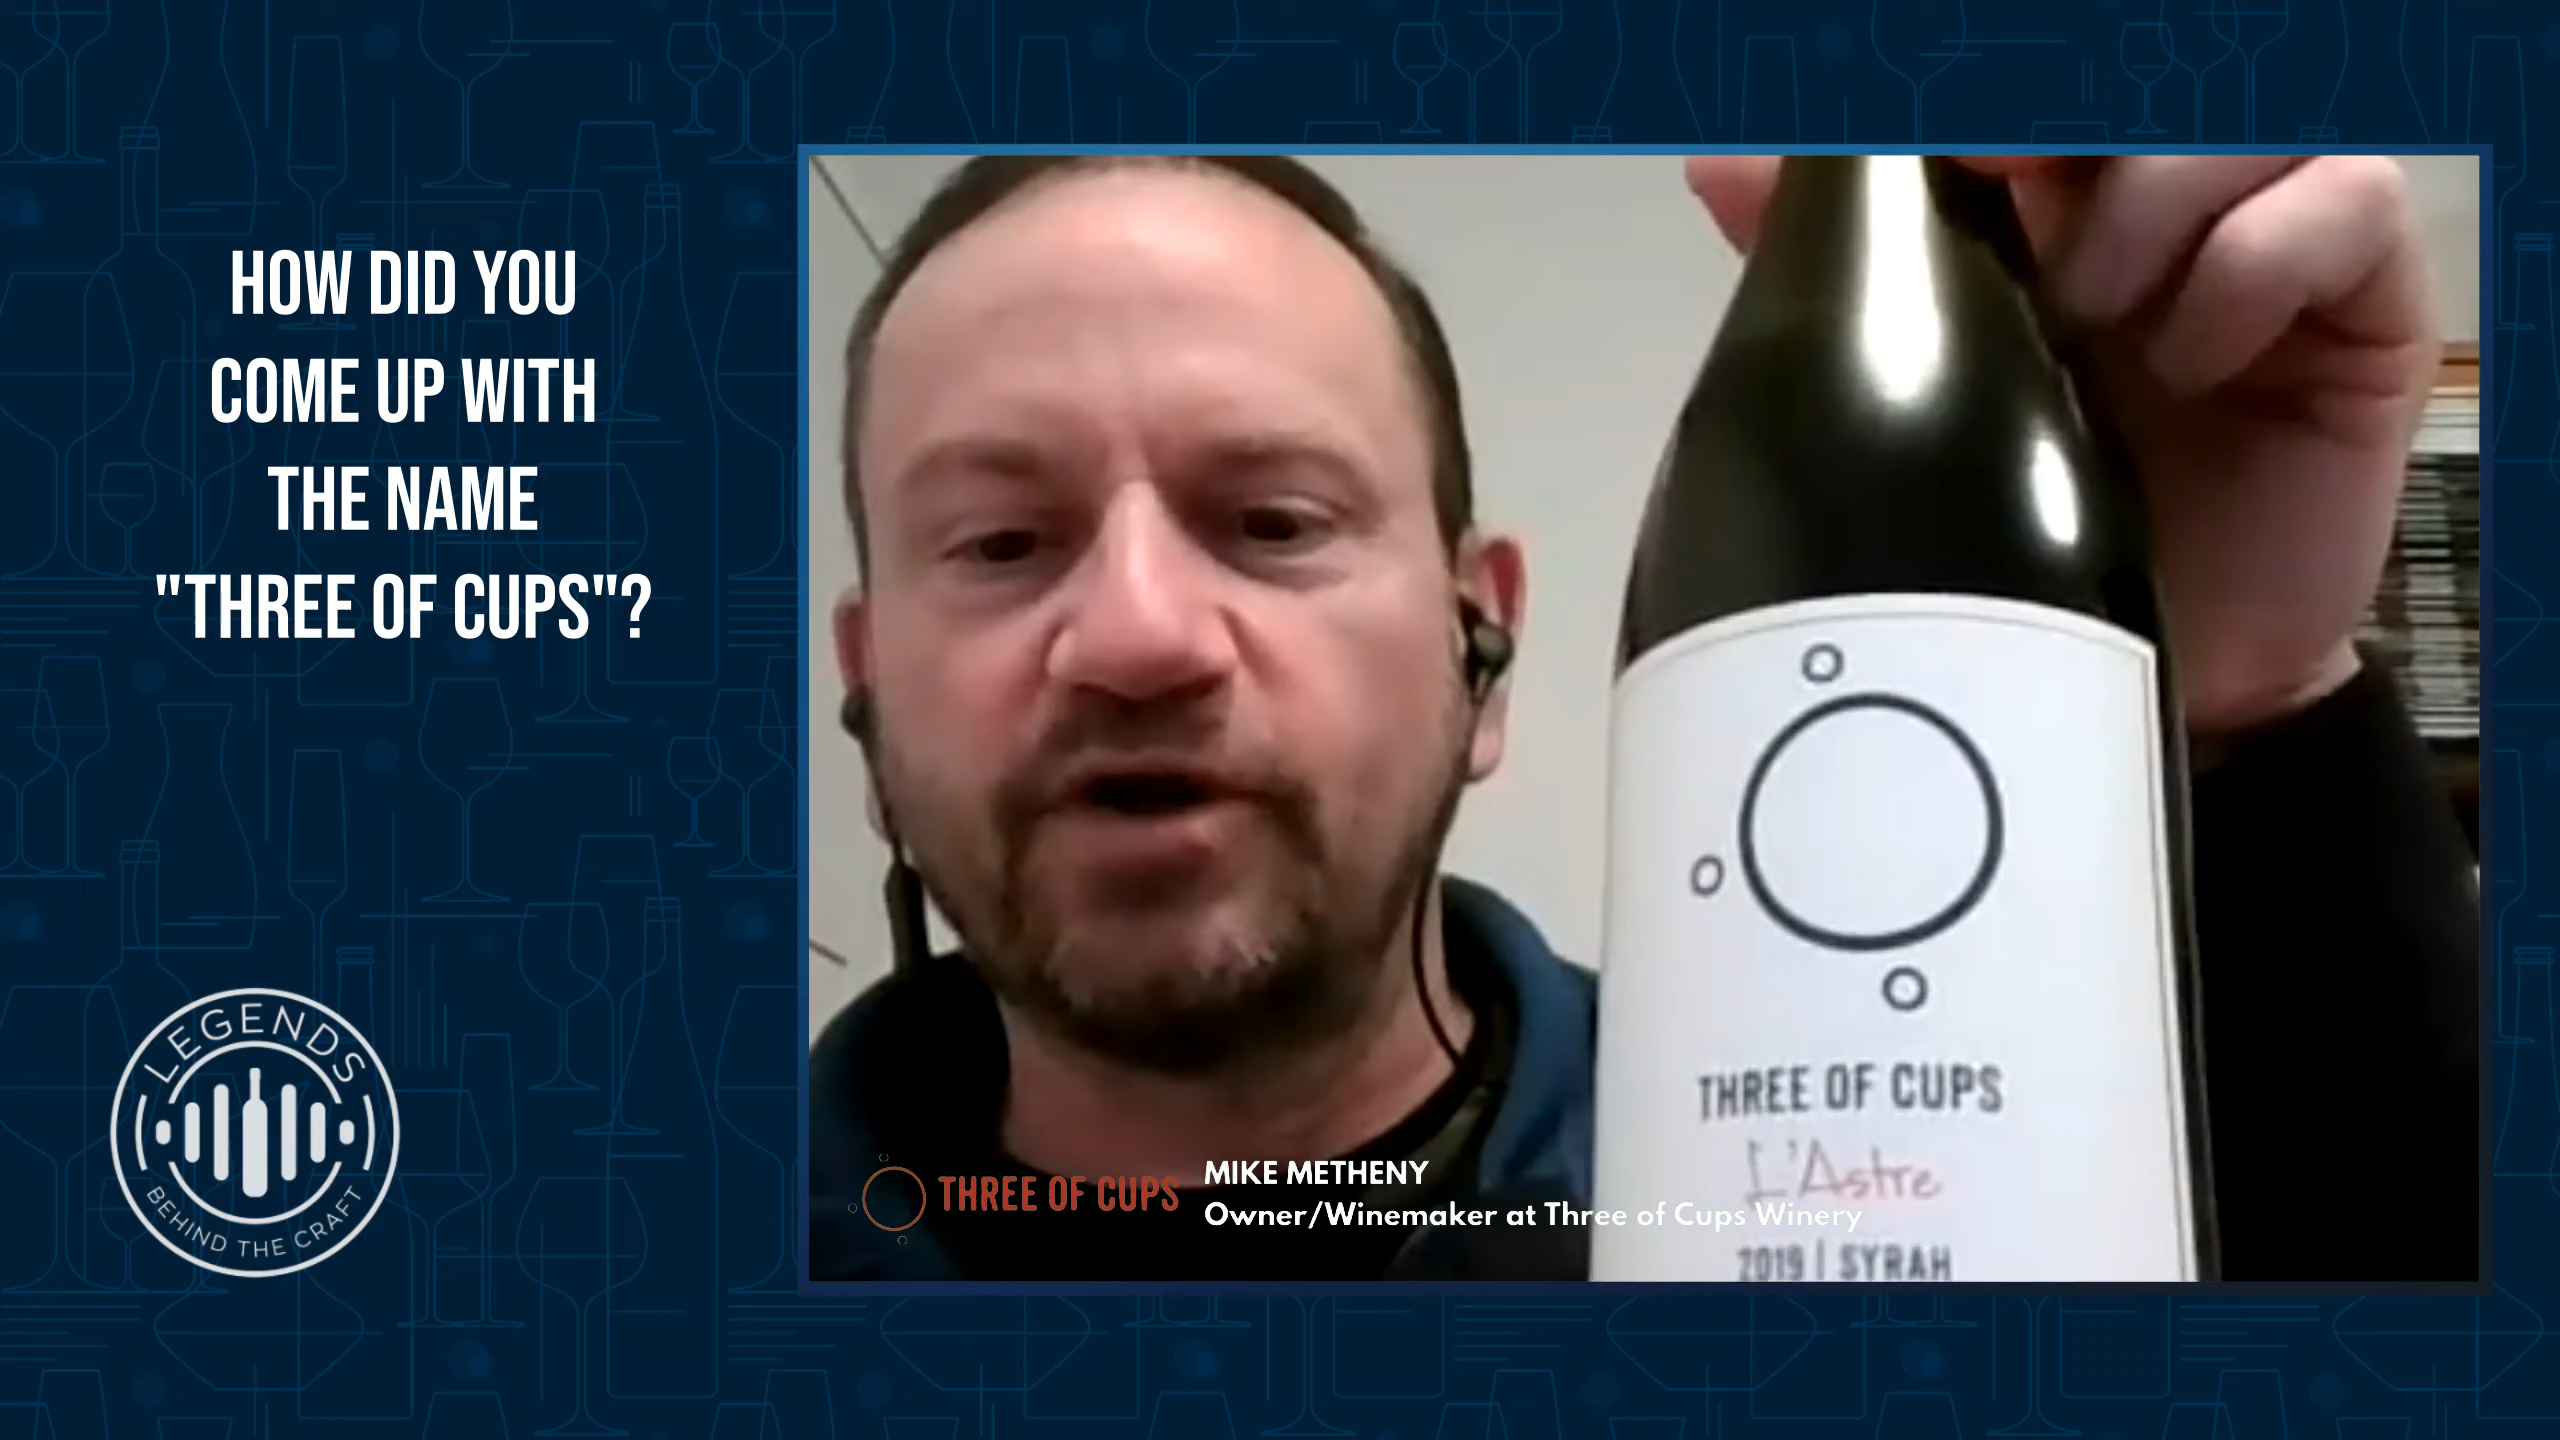 HOW DID YOU
COME UP WITH
THE NAME
"THREE OF CUPS"?
LEGENDS
BEHIND THE CRAFT
THREE OF CUPS
L'Astre
2019 | SYRAH
THREE OF CUPS
MIKE METHENY
Owner/Winemaker at Three of Cups Winery